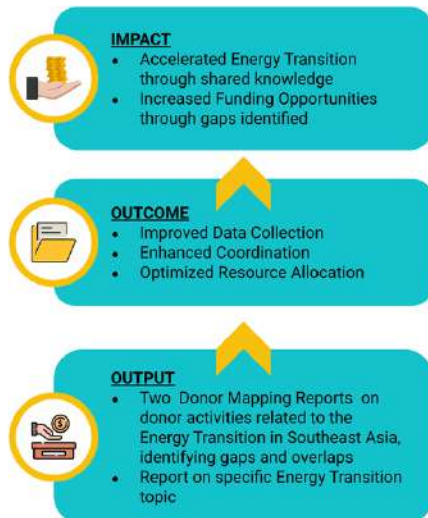 IMPACT
• Accelerated Energy Transition
through shared knowledge
• Increased Funding Opportunities
through gaps identified
OUTCOME
• Improved Data Collection
• Enhanced Coordination
• Optimized Resource Allocation
OUTPUT
• Two Donor Mapping Reports on
donor activities related to the
Energy Transition in Southeast Asia,
identifying gaps and overlaps
• Report on specific Energy Transition
topic